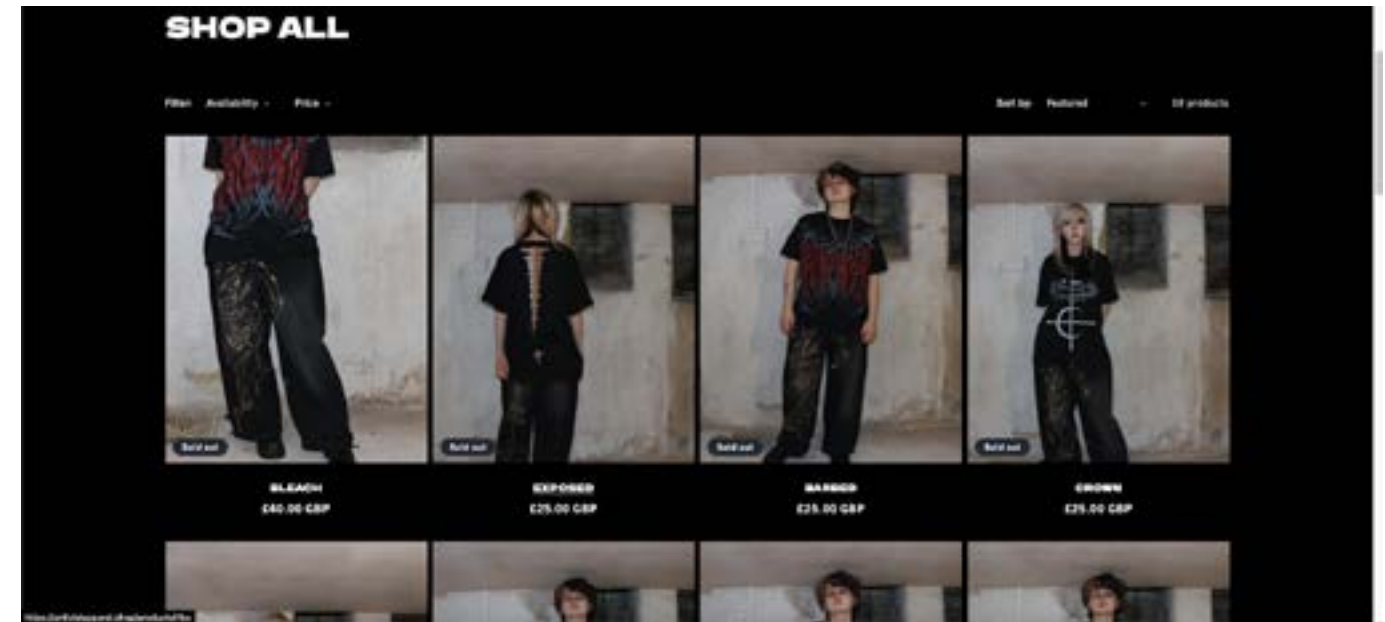 SHOP ALL
Filter: Availability Price
Sort by: Featured products
Sold out
Sold out
Sold out
Sold out
BLEACH
EXPOSED
BARBED
CROWN
£40.00 GBP
£25.00 GBP
£25.00 GBP
£25.00 GBP